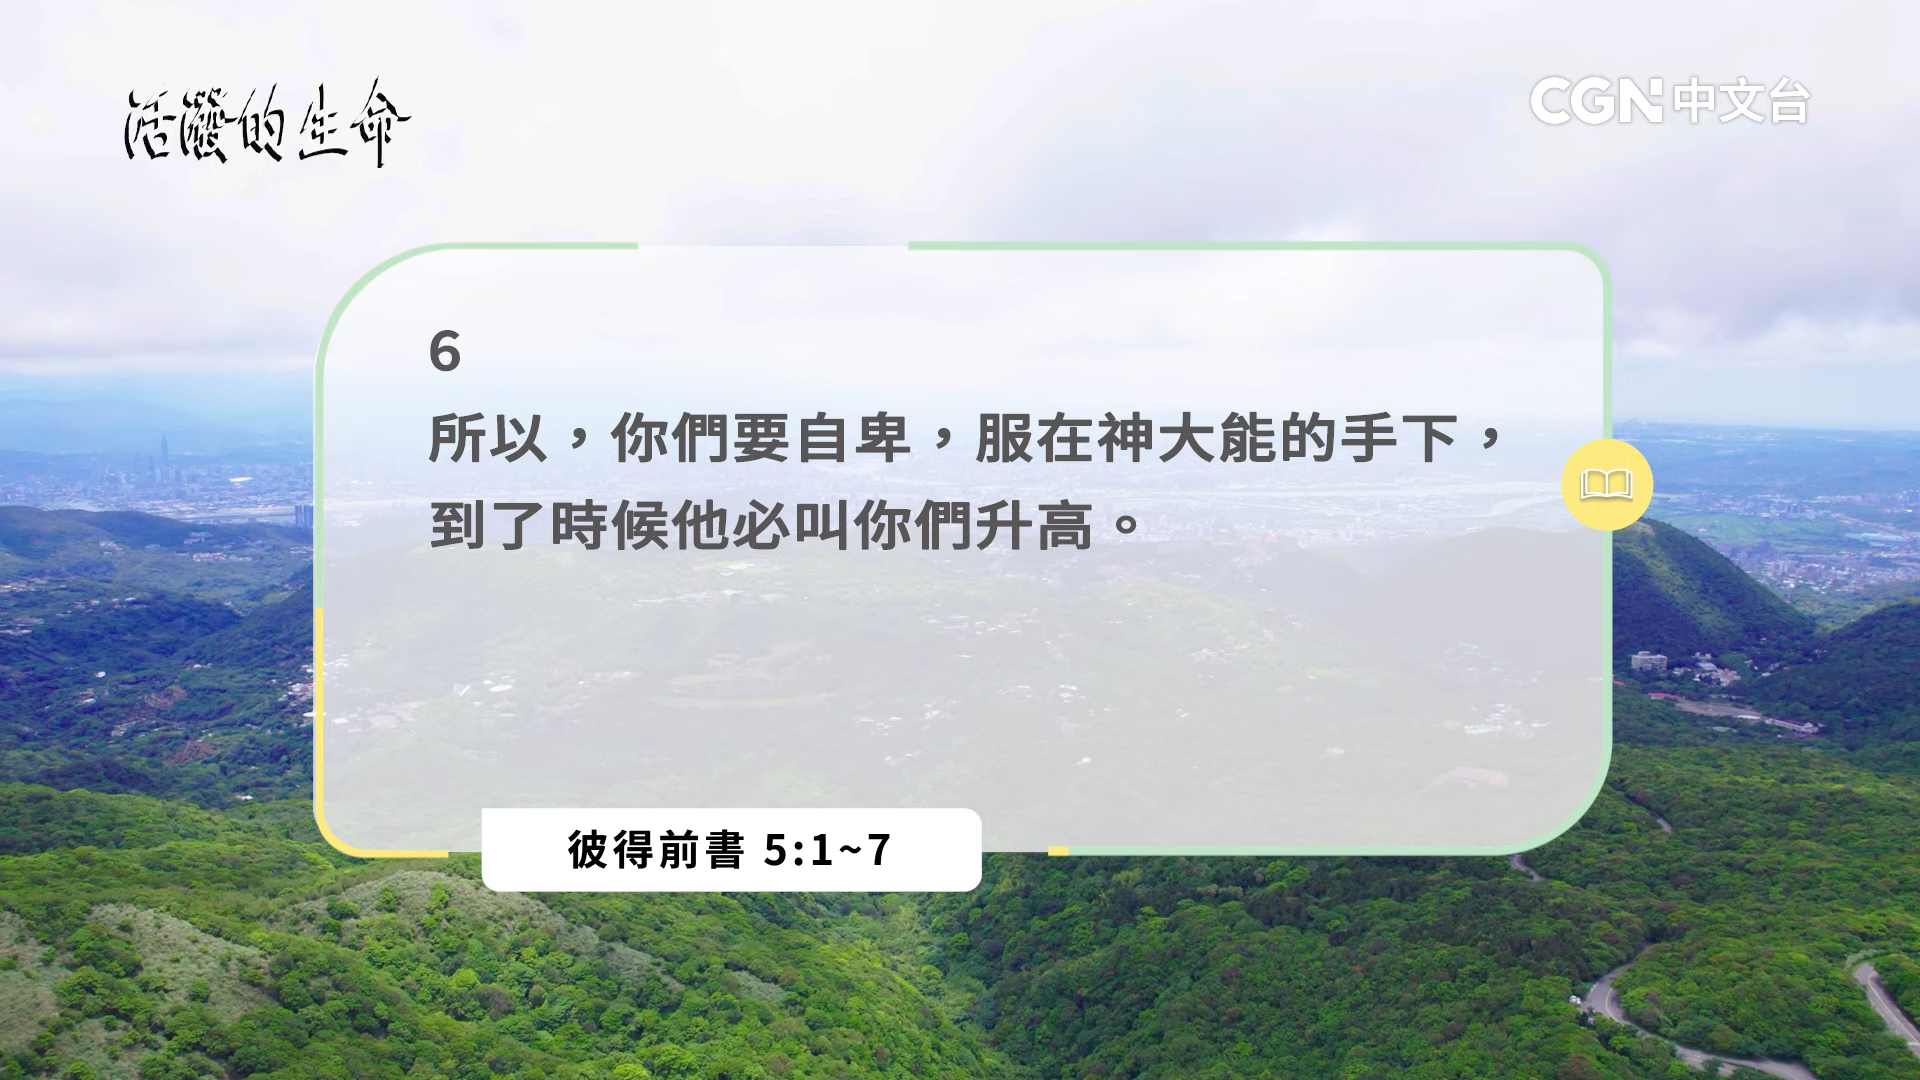 活潑的生命
CGN中文台
6
所以，你們要自卑，服在神大能的手下，
到了時候他必叫你們升高。
彼得前書 5:1~7